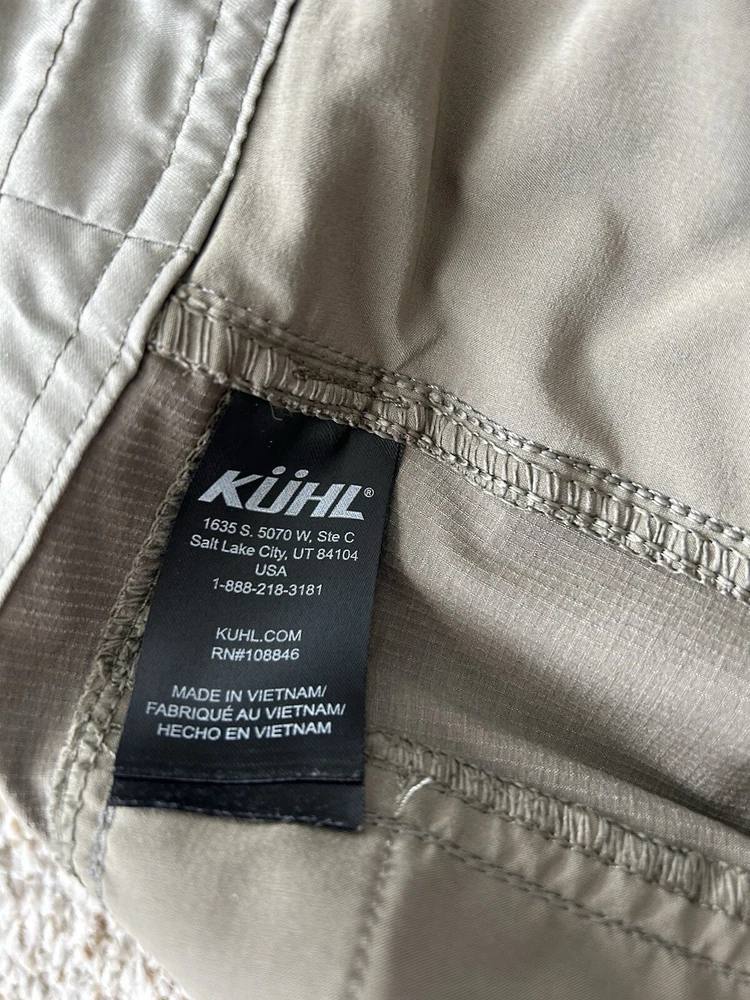 KÜHL®
1635 S. 5070 W, Ste C
Salt Lake City, UT 84104
USA
1-888-218-3181
KUHL.COM
RN#108846
MADE IN VIETNAM/
FABRIQUÉ AU VIETNAM/
HECHO EN VIETNAM